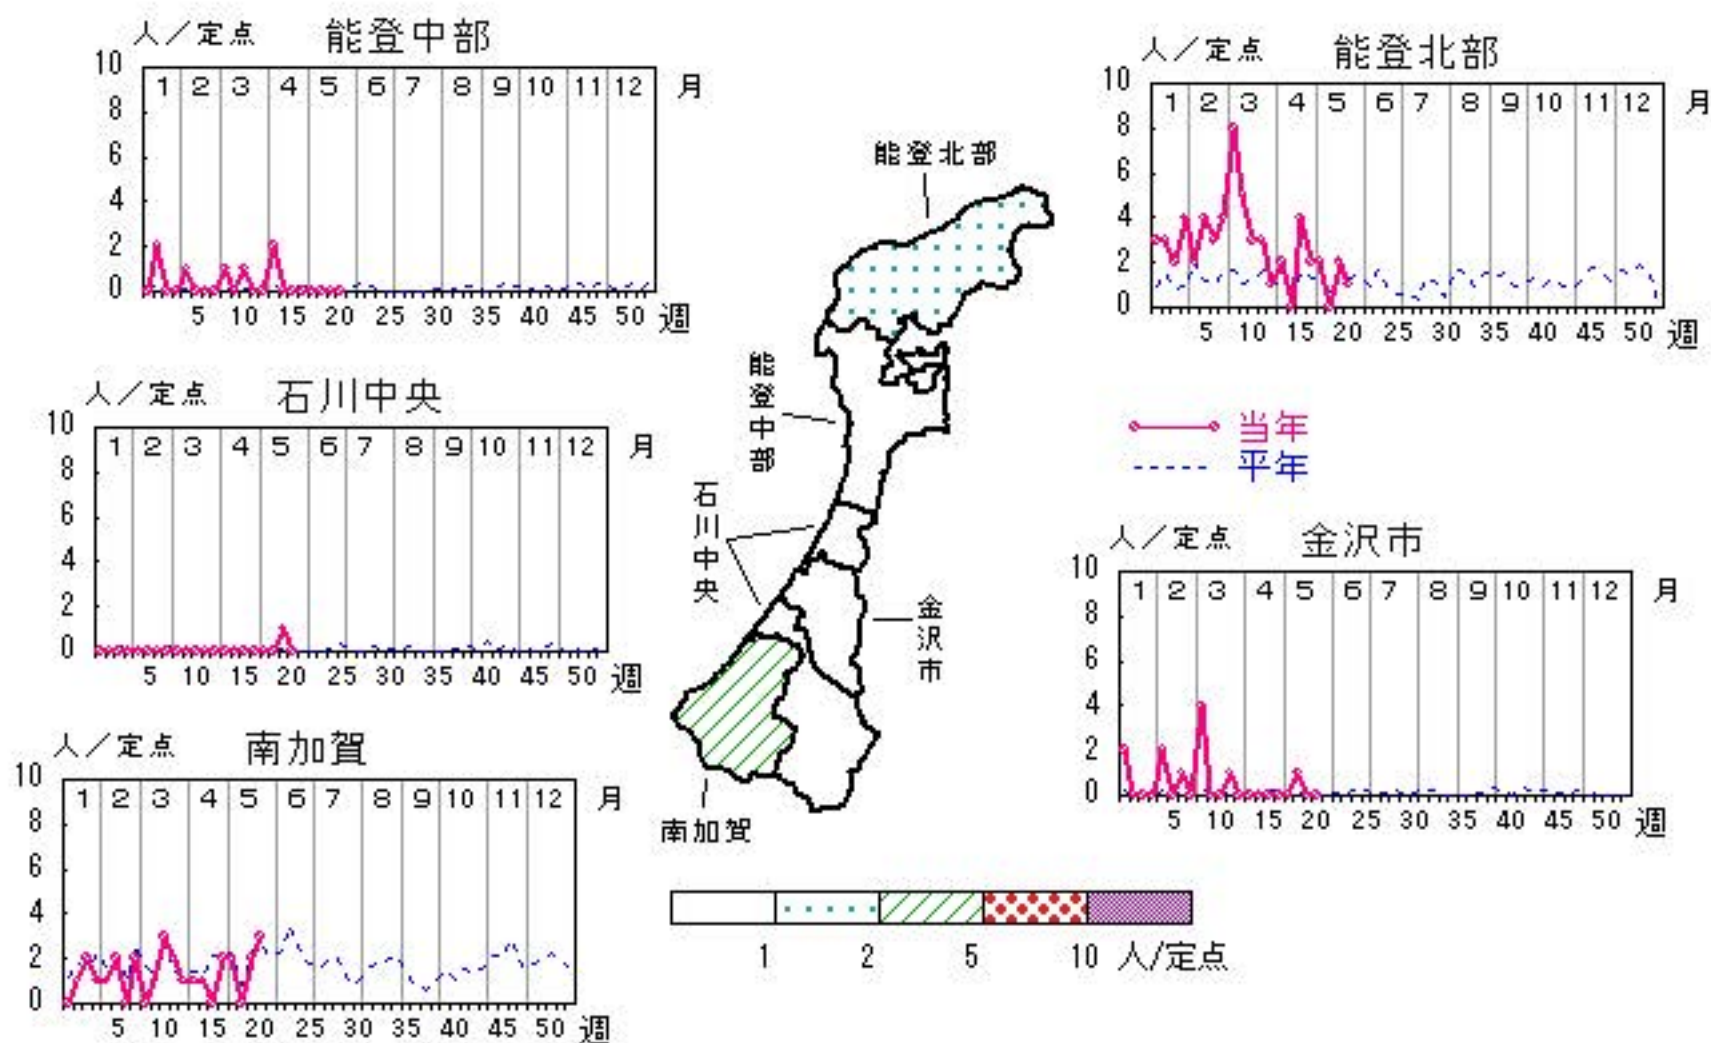 人／定点 能登中部
10 8 6 4 2 0
1 2 3 4 5 6 7 8 9 10 11 12 月
5 10 15 20 25 30 35 40 45 50 週
人／定点 能登北部
10 8 6 4 2 0
1 2 3 4 5 6 7 8 9 10 11 12 月
5 10 15 20 25 30 35 40 45 50 週
能登北部
能登中部
石川中央
金沢市
南加賀
人／定点 石川中央
10 8 6 4 2 0
1 2 3 4 5 6 7 8 9 10 11 12 月
5 10 15 20 25 30 35 40 45 50 週
当年
平年
人／定点 金沢市
10 8 6 4 2 0
1 2 3 4 5 6 7 8 9 10 11 12 月
5 10 15 20 25 30 35 40 45 50 週
人／定点 南加賀
10 8 6 4 2 0
1 2 3 4 5 6 7 8 9 10 11 12 月
5 10 15 20 25 30 35 40 45 50 週
1 2 5 10 人/定点